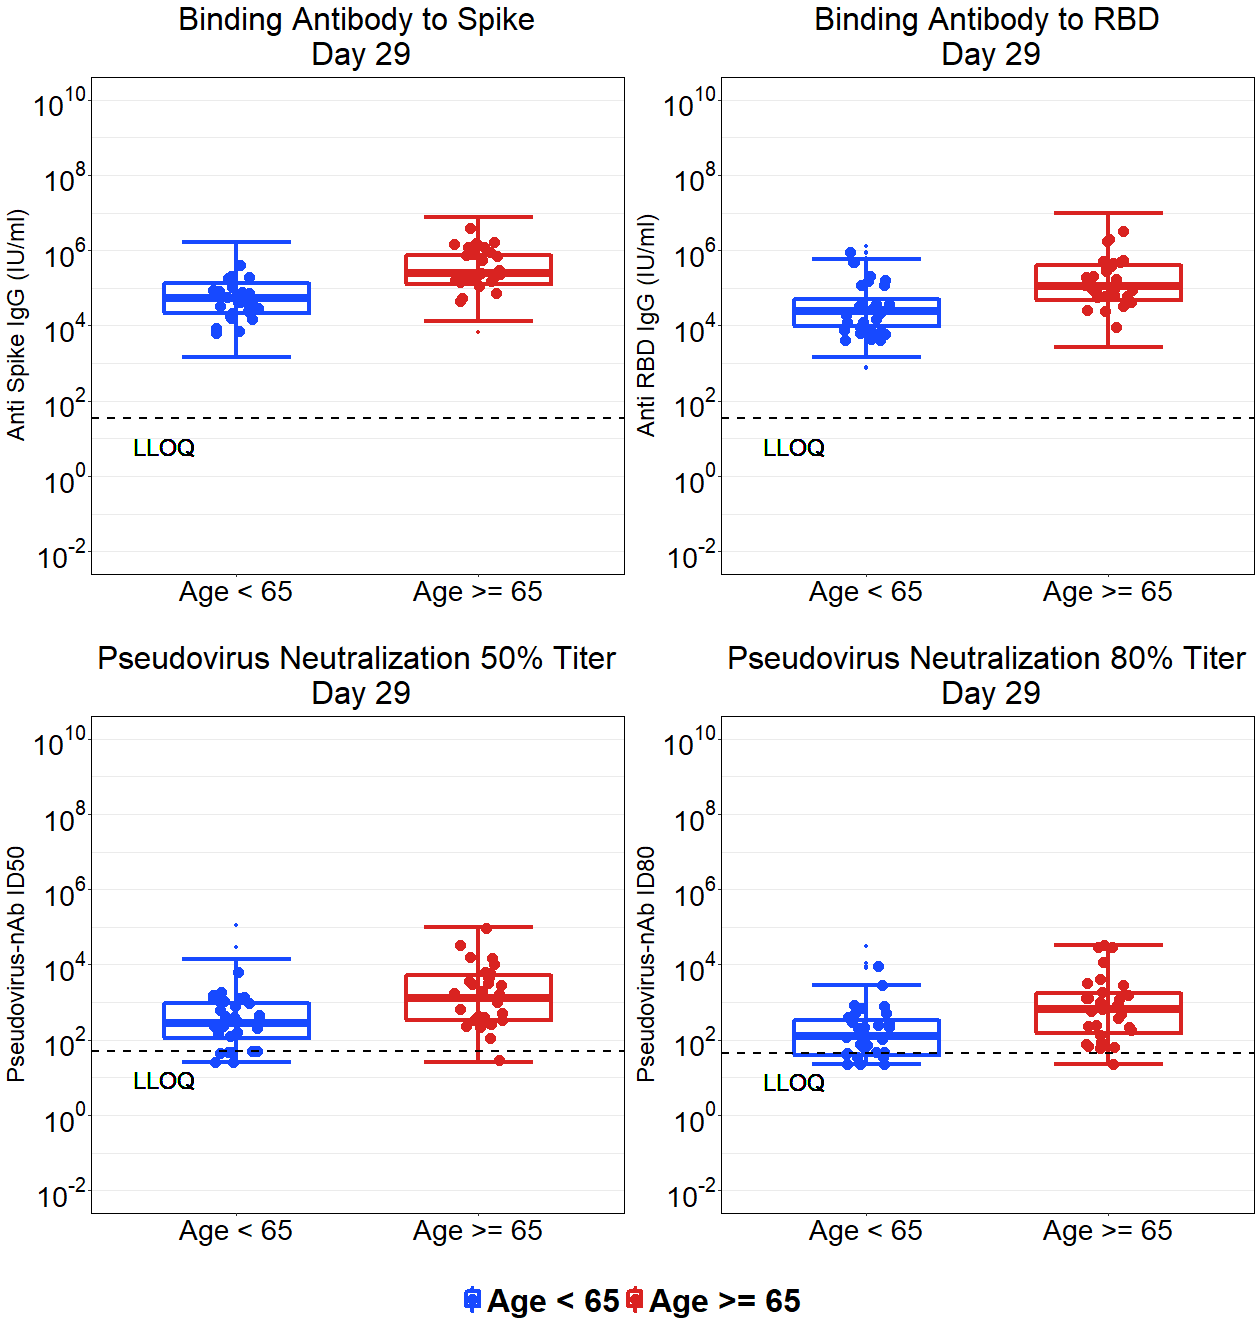 Binding Antibody to Spike
Day 29
Anti Spike IgG (IU/ml)
10^10
10^8
10^6
10^4
10^2
10^0
10^-2
LLOQ
Age < 65
Age >= 65
Binding Antibody to RBD
Day 29
Anti RBD IgG (IU/ml)
10^10
10^8
10^6
10^4
10^2
10^0
10^-2
LLOQ
Age < 65
Age >= 65
Pseudovirus Neutralization 50% Titer
Day 29
Pseudovirus-nAb ID50
10^10
10^8
10^6
10^4
10^2
10^0
10^-2
LLOQ
Age < 65
Age >= 65
Pseudovirus Neutralization 80% Titer
Day 29
Pseudovirus-nAb ID80
10^10
10^8
10^6
10^4
10^2
10^0
10^-2
LLOQ
Age < 65
Age >= 65
Age < 65 Age >= 65